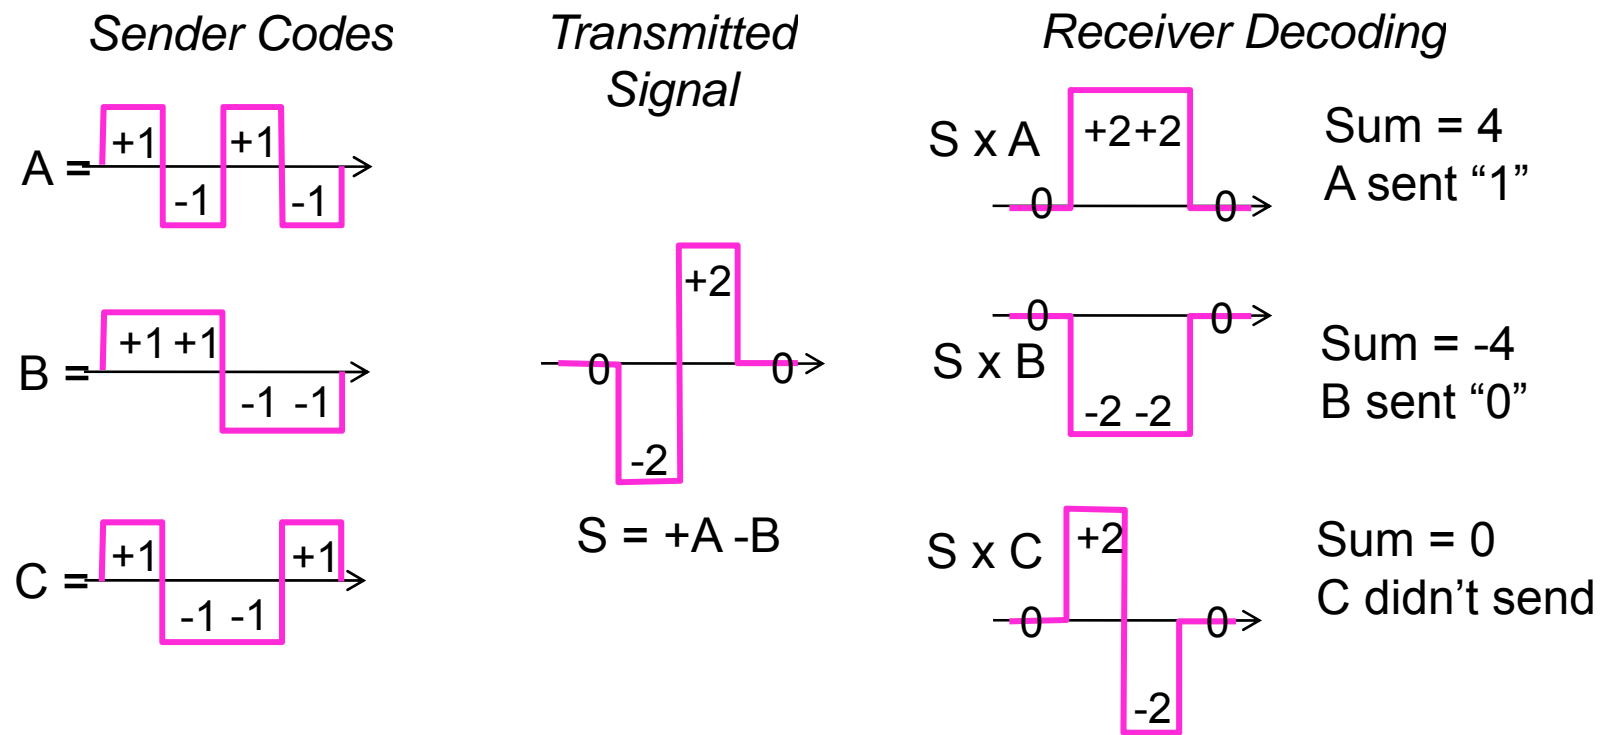 Sender Codes
A =
+1
-1
+1
-1
B =
+1 +1
-1 -1
C =
+1
-1 -1
+1
Transmitted
Signal
0
-2
+2
0
S = +A -B
Receiver Decoding
S x A
0
+2+2
0
Sum = 4
A sent “1”
S x B
0
-2 -2
0
Sum = -4
B sent “0”
S x C
0
+2
-2
0
Sum = 0
C didn’t send